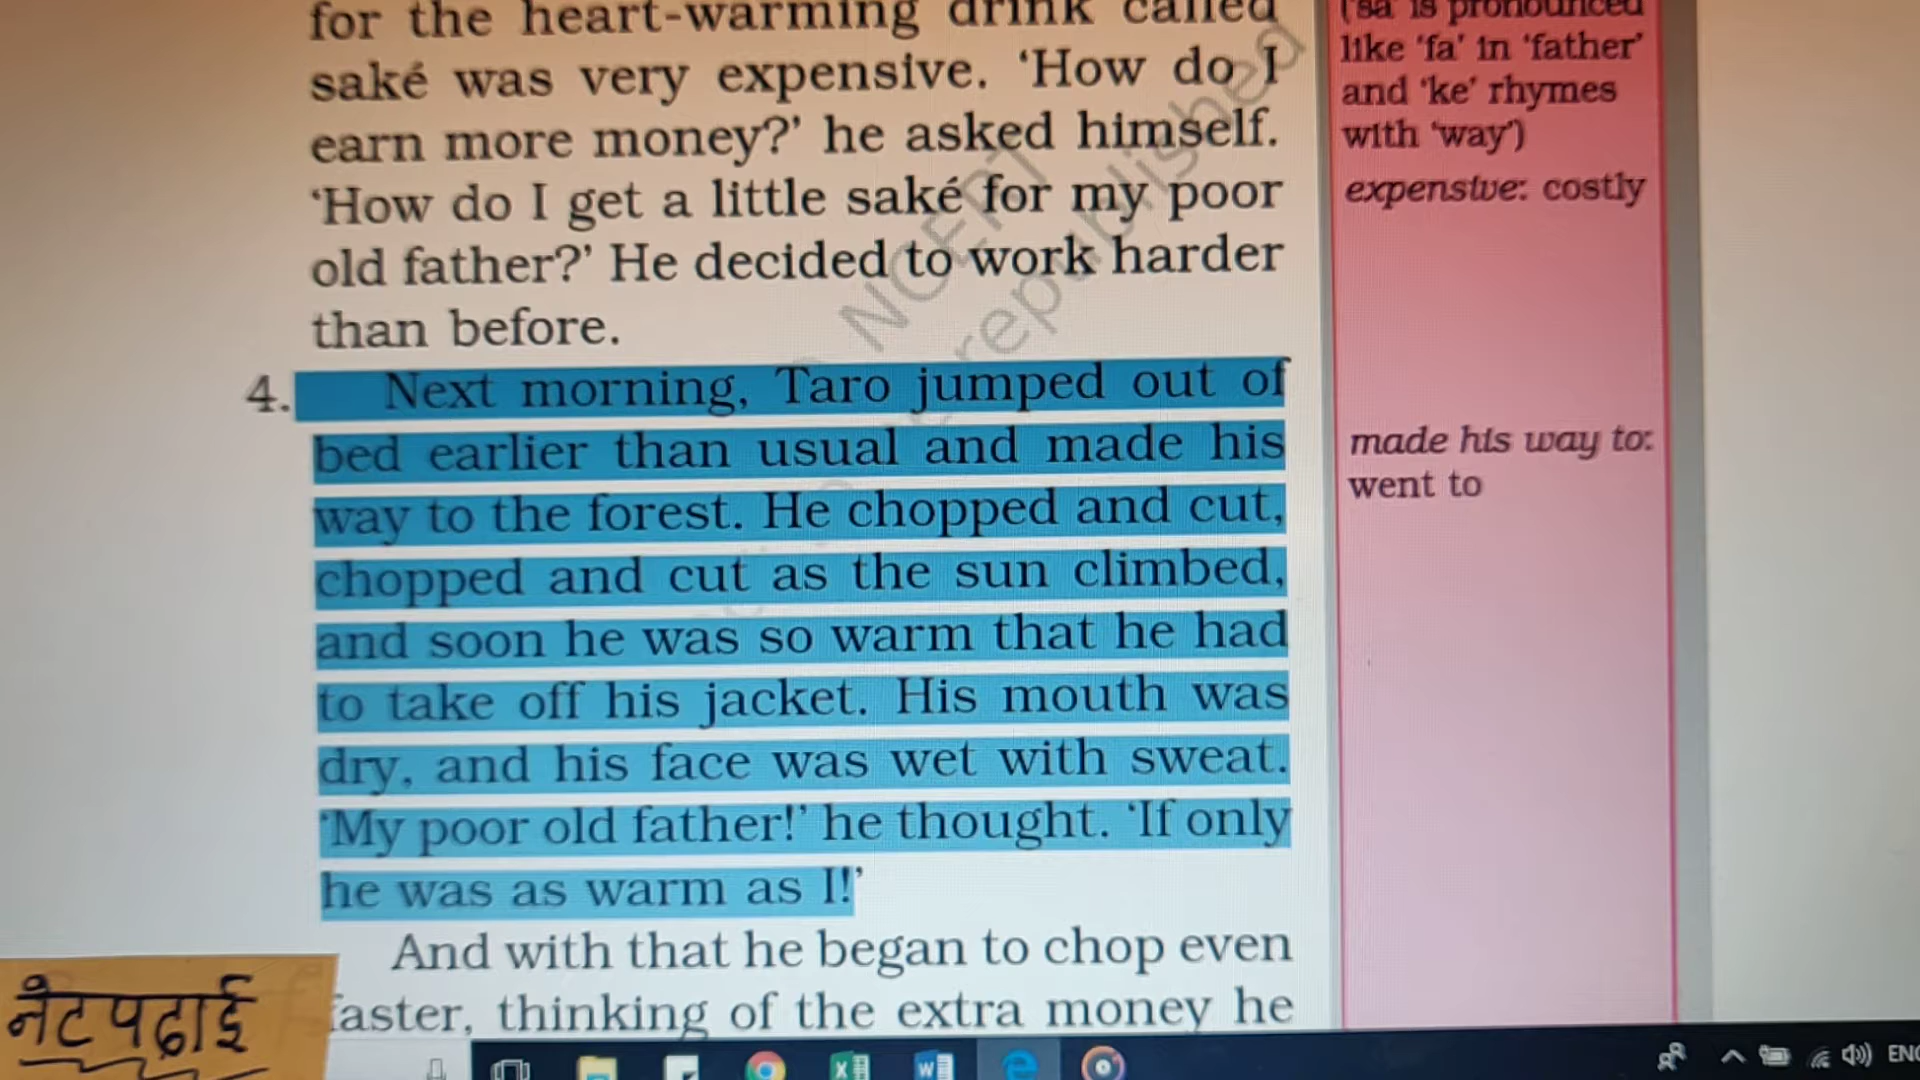 for the heart-warming drink called
saké was very expensive. ‘How do I
earn more money?’ he asked himself.
‘How do I get a little saké for my poor
old father?’ He decided to work harder
than before.
4. Next morning, Taro jumped out of
bed earlier than usual and made his
way to the forest. He chopped and cut,
chopped and cut as the sun climbed,
and soon he was so warm that he had
to take off his jacket. His mouth was
dry, and his face was wet with sweat.
‘My poor old father!’ he thought. ‘If only
he was as warm as I!’
And with that he began to chop even
faster, thinking of the extra money he
(‘sa’ is pronounced
like ‘fa’ in ‘father’
and ‘ke’ rhymes
with ‘way’)
expensive: costly
made his way to:
went to
NCERT
republished
नेटपढाई
ENG